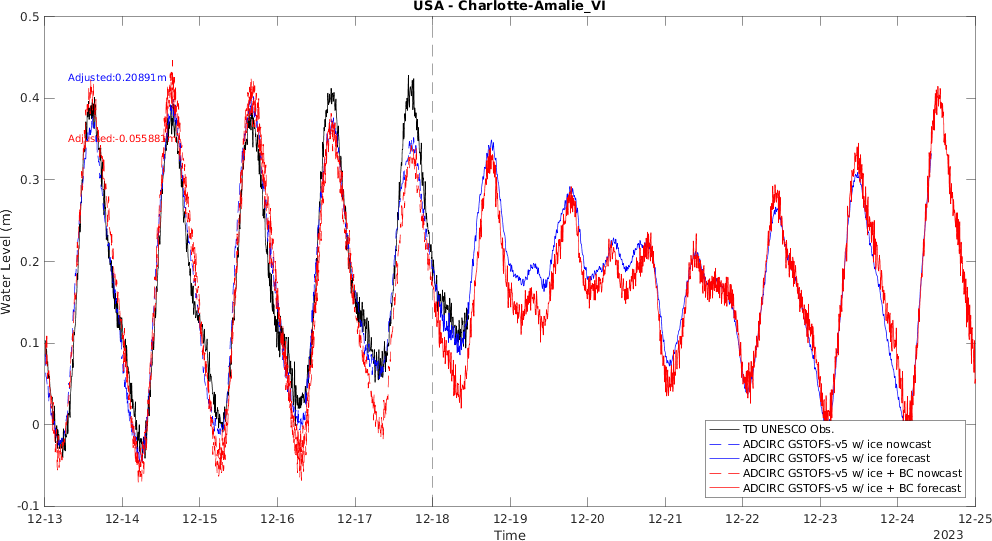 USA - Charlotte-Amalie_VI
0.5
0.4
0.3
0.2
0.1
0
-0.1
Water Level (m)
Adjusted:0.20891m
Adjusted:-0.055881m
TD UNESCO Obs.
ADCIRC GSTOFS-v5 w/ ice nowcast
ADCIRC GSTOFS-v5 w/ ice forecast
ADCIRC GSTOFS-v5 w/ ice + BC nowcast
ADCIRC GSTOFS-v5 w/ ice + BC forecast
12-13 12-14 12-15 12-16 12-17 12-18 12-19 12-20 12-21 12-22 12-23 12-24 12-25
Time
2023